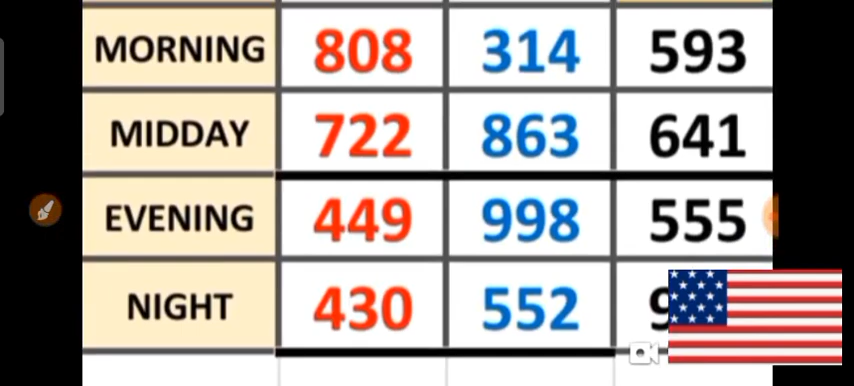 MORNING 808 314 593
MIDDAY 722 863 641
EVENING 449 998 555
NIGHT 430 552